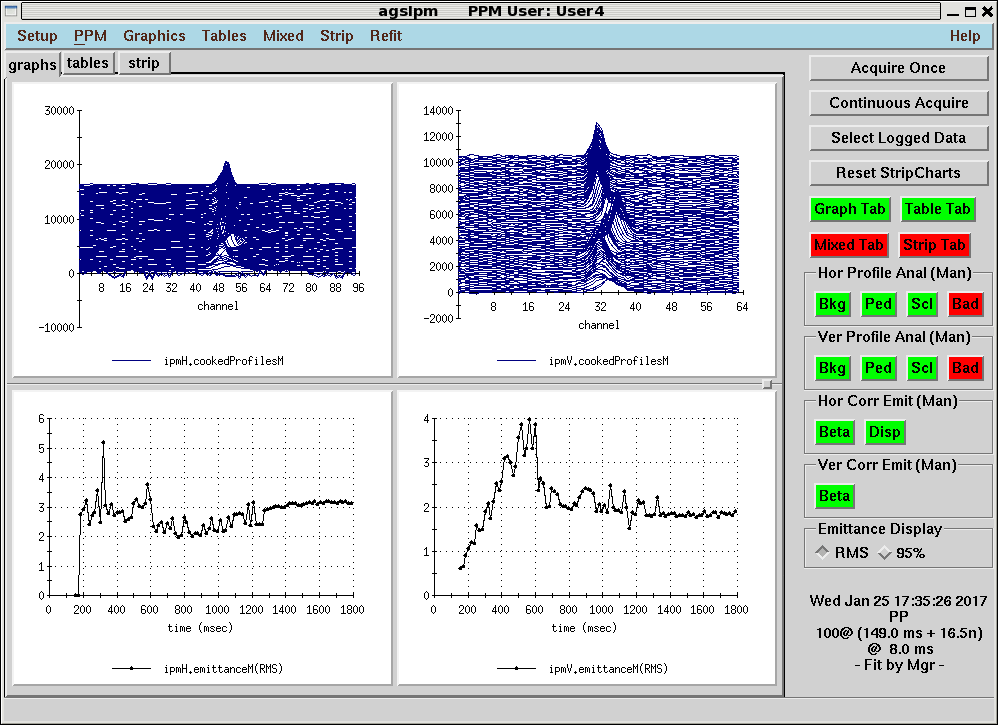 agsIpm PPM User: User4
Setup PPM Graphics Tables Mixed Strip Refit Help
graphs tables strip
30000
20000
10000
0
-10000
8 16 24 32 40 48 56 64 72 80 88 96
channel
ipmH.cookedProfilesM
14000
12000
10000
8000
6000
4000
2000
0
-2000
8 16 24 32 40 48 56 64
channel
ipmV.cookedProfilesM
6
5
4
3
2
1
0
0 200 400 600 800 1000 1200 1400 1600 1800
time (msec)
ipmH.emittanceM(RMS)
4
3
2
1
0
0 200 400 600 800 1000 1200 1400 1600 1800
time (msec)
ipmV.emittanceM(RMS)
Acquire Once
Continuous Acquire
Select Logged Data
Reset StripCharts
Graph Tab Table Tab
Mixed Tab Strip Tab
Hor Profile Anal (Man)
Bkg Ped Scl Bad
Ver Profile Anal (Man)
Bkg Ped Scl Bad
Hor Corr Emit (Man)
Beta Disp
Ver Corr Emit (Man)
Beta
Emittance Display
RMS 95%
Wed Jan 25 17:35:26 2017
PP
100@ (149.0 ms + 16.5n)
@ 8.0 ms
- Fit by Mgr -